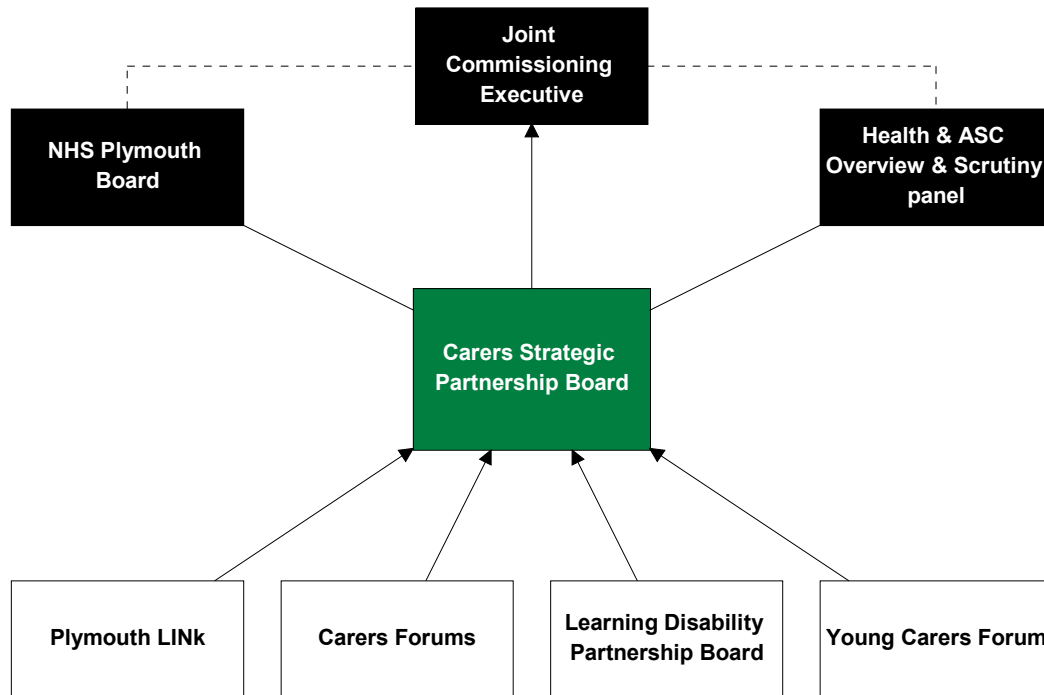 Joint
Commissioning
Executive
NHS Plymouth
Board
Health & ASC
Overview & Scrutiny
panel
Carers Strategic
Partnership Board
Plymouth LINk
Carers Forums
Learning Disability
Partnership Board
Young Carers Forum